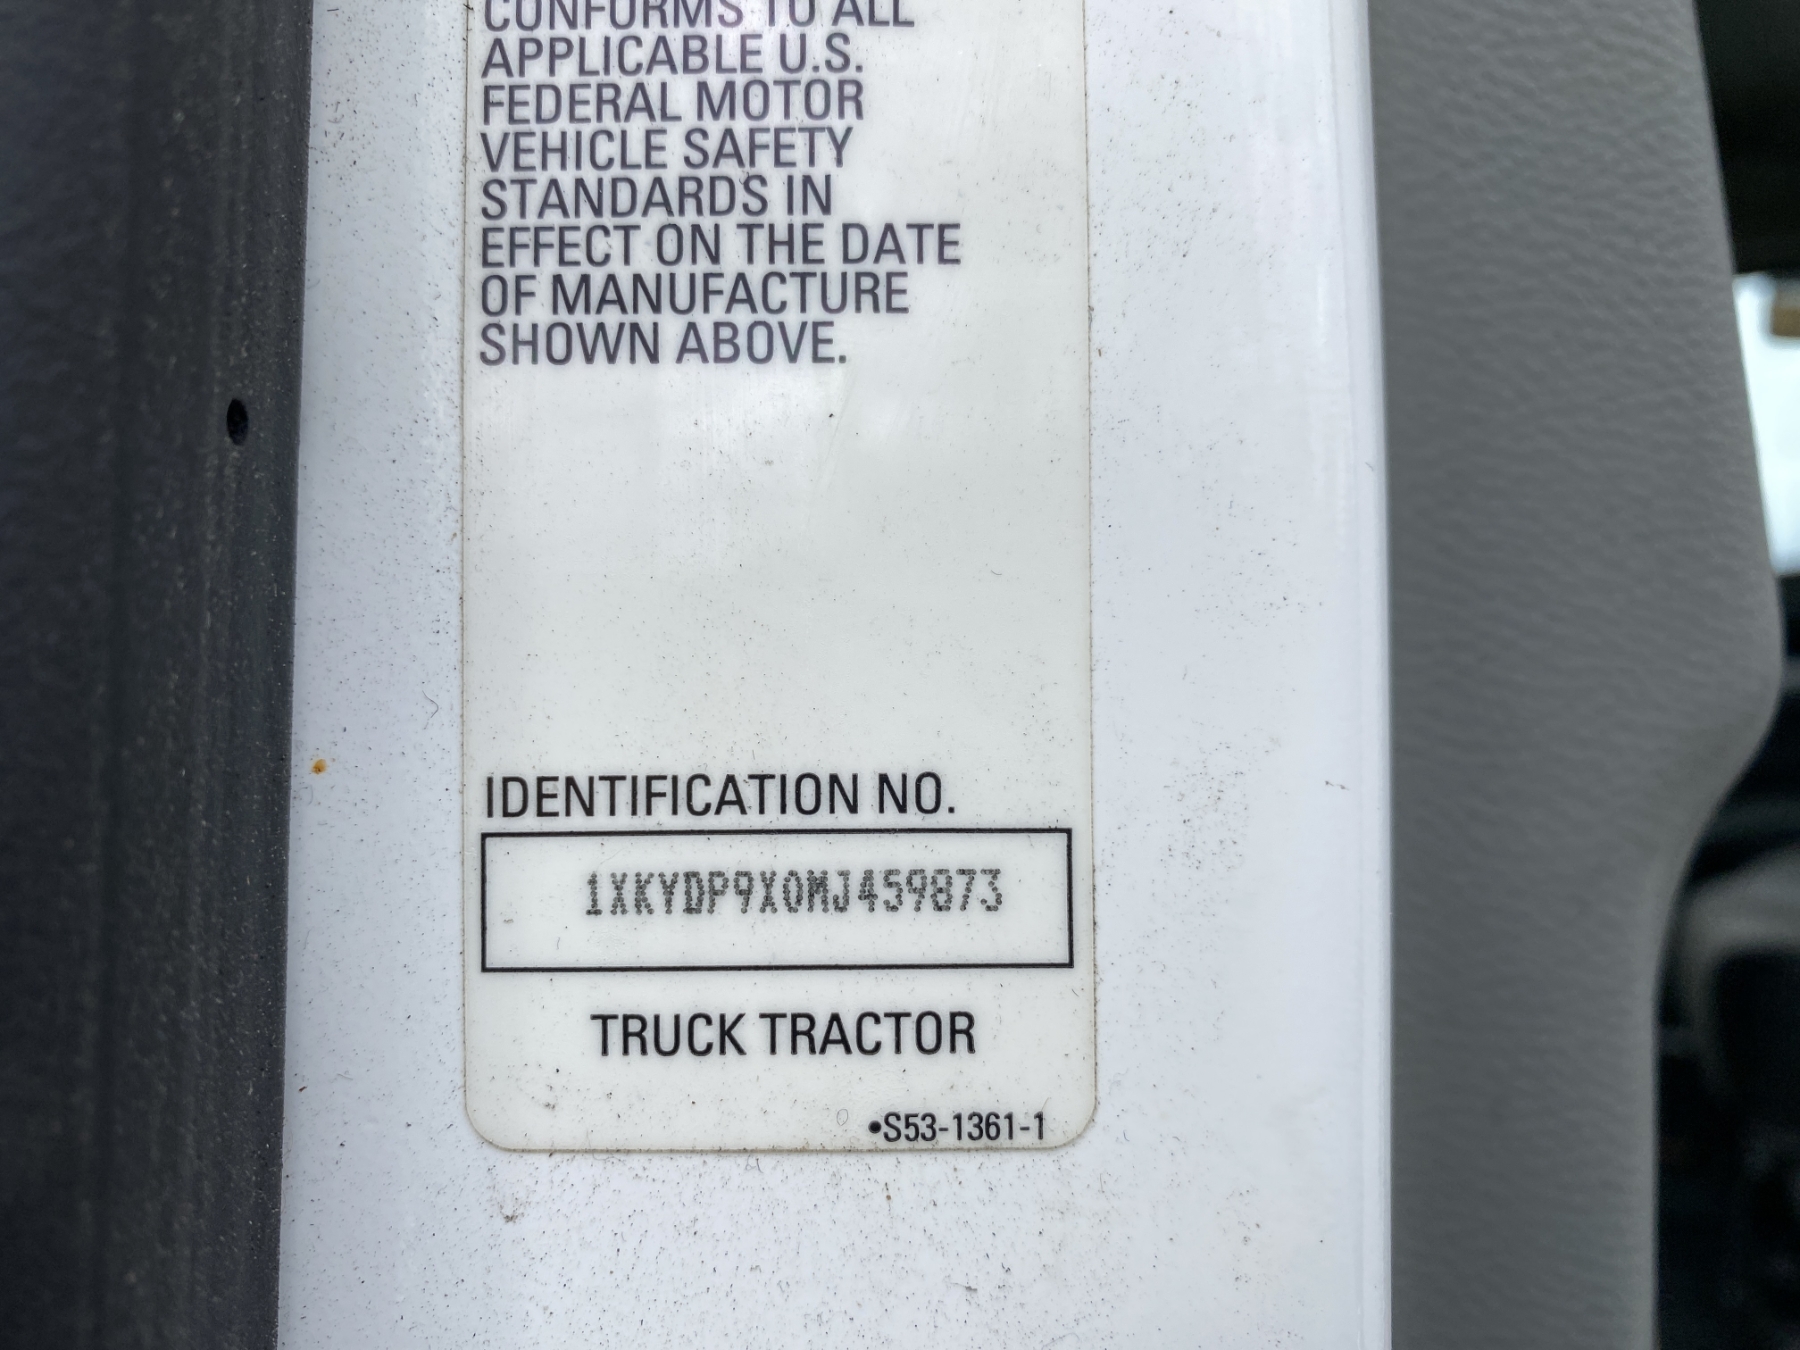 CONFORMS TO ALL
APPLICABLE U.S.
FEDERAL MOTOR
VEHICLE SAFETY
STANDARDS IN
EFFECT ON THE DATE
OF MANUFACTURE
SHOWN ABOVE.
IDENTIFICATION NO.
1XKYDP9X0MJ459873
TRUCK TRACTOR
•S53-1361-1